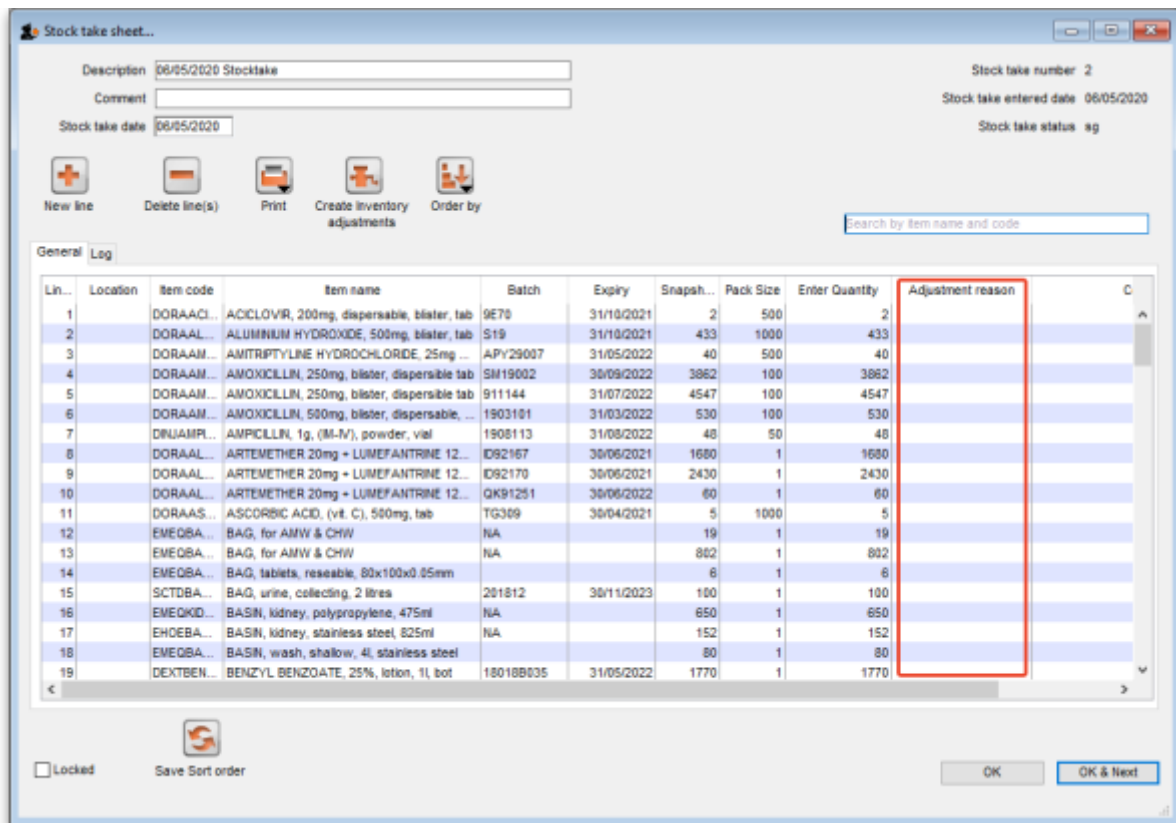 Stock take sheet...
Description 06/05/2020 Stocktake Stock take number 2
Comment Stock take entered date 06/05/2020
Stock take date 06/05/2020 Stock take status sg
New line Delete line(s) Print Create Inventory adjustments Order by
Search by item name and code
General Log
Lin... Location Item code Item name Batch Expiry Snapsh... Pack Size Enter Quantity Adjustment reason C
1 DORAACI... ACICLOVIR, 200mg, dispersable, blister, tab 9E70 31/10/2021 2 500 2
2 DORAAL... ALUMINIUM HYDROXIDE, 500mg, blister, tab S19 31/10/2021 433 1000 433
3 DORAAM... AMITRIPTYLINE HYDROCHLORIDE, 25mg ... APY29007 31/05/2022 40 500 40
4 DORAAM... AMOXICILLIN, 250mg, blister, dispersible tab SM19002 30/09/2022 3862 100 3862
5 DORAAM... AMOXICILLIN, 250mg, blister, dispersible tab 911144 31/07/2022 4547 100 4547
6 DORAAM... AMOXICILLIN, 500mg, blister, dispersable, ... 1903101 31/03/2022 530 100 530
7 DINJAMPI... AMPICILLIN, 1g, (IM-IV), powder, vial 1908113 31/08/2022 48 50 48
8 DORAAL... ARTEMETHER 20mg + LUMEFANTRINE 12... ID92167 30/06/2021 1680 1 1680
9 DORAAL... ARTEMETHER 20mg + LUMEFANTRINE 12... ID92170 30/06/2021 2430 1 2430
10 DORAAL... ARTEMETHER 20mg + LUMEFANTRINE 12... QK91251 30/06/2022 60 1 60
11 DORAAS... ASCORBIC ACID, (vit. C), 500mg, tab TG309 30/04/2021 5 1000 5
12 EMEQBA... BAG, for AMW & CHW NA 19 1 19
13 EMEQBA... BAG, for AMW & CHW NA 802 1 802
14 EMEQBA... BAG, tablets, reseable, 80x100x0.05mm 6 1 6
15 SCTDBA... BAG, urine, collecting, 2 litres 201812 30/11/2023 100 1 100
16 EMEQKID... BASIN, kidney, polypropylene, 475ml NA 650 1 650
17 EHOEBA... BASIN, kidney, stainless steel, 825ml NA 152 1 152
18 EMEQBA... BASIN, wash, shallow, 4l, stainless steel 80 1 80
19 DEXTBEN... BENZYL BENZOATE, 25%, lotion, 1l, bot 18018B035 31/05/2022 1770 1 1770
Locked Save Sort order OK OK & Next